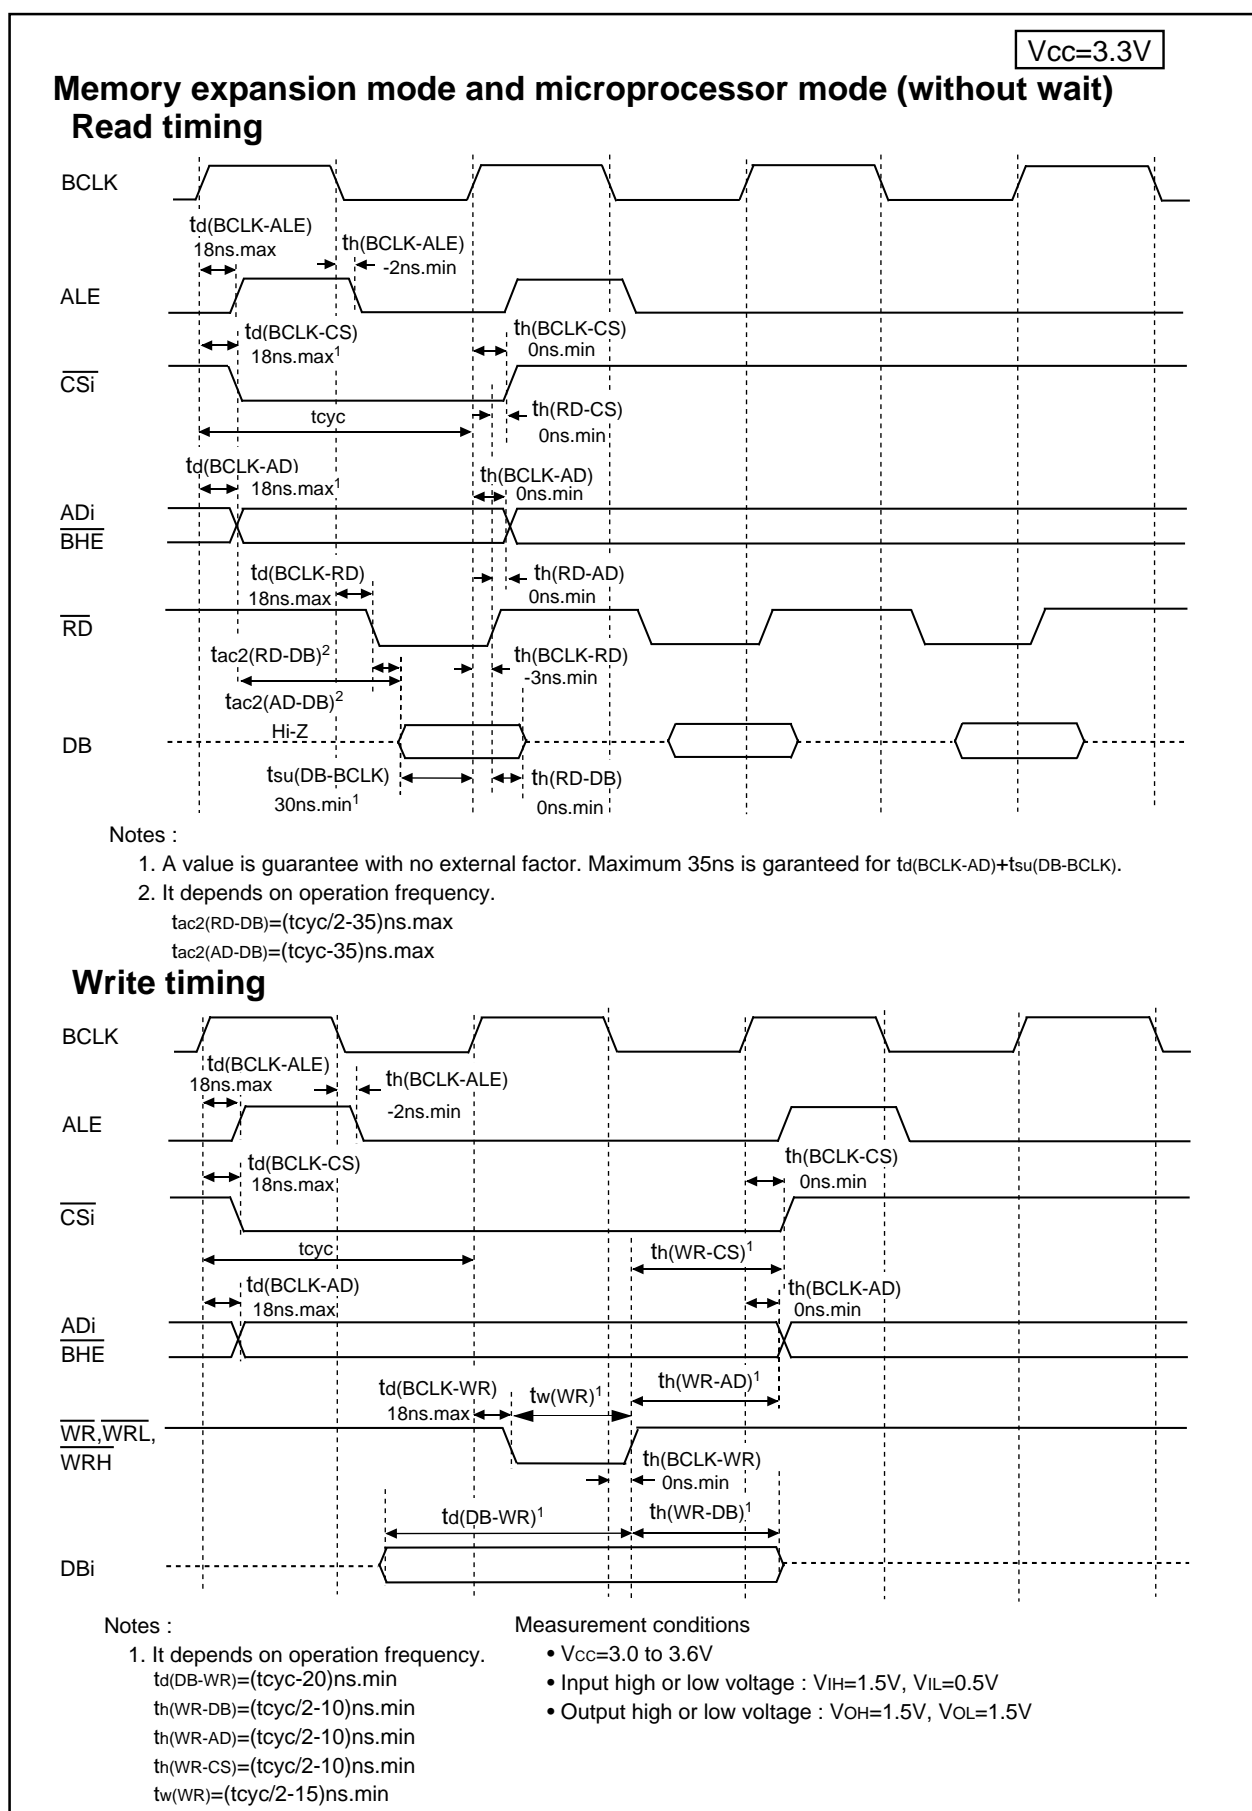 Vcc=3.3V
Memory expansion mode and microprocessor mode (without wait)
Read timing
BCLK
td(BCLK-ALE)
18ns.max
th(BCLK-ALE)
-2ns.min
ALE
td(BCLK-CS)
18ns.max1
th(BCLK-CS)
0ns.min
CSi
tcyc
th(RD-CS)
0ns.min
td(BCLK-AD)
18ns.max1
th(BCLK-AD)
0ns.min
ADi
BHE
td(BCLK-RD)
18ns.max
th(RD-AD)
0ns.min
RD
tac2(RD-DB)2
th(BCLK-RD)
-3ns.min
tac2(AD-DB)2
Hi-Z
DB
tsu(DB-BCLK)
30ns.min1
th(RD-DB)
0ns.min
Notes :
1. A value is guarantee with no external factor. Maximum 35ns is garanteed for td(BCLK-AD)+tsu(DB-BCLK).
2. It depends on operation frequency.
tac2(RD-DB)=(tcyc/2-35)ns.max
tac2(AD-DB)=(tcyc-35)ns.max
Write timing
BCLK
td(BCLK-ALE)
18ns.max
th(BCLK-ALE)
-2ns.min
ALE
td(BCLK-CS)
18ns.max
th(BCLK-CS)
0ns.min
CSi
tcyc
th(WR-CS)1
td(BCLK-AD)
18ns.max
th(BCLK-AD)
0ns.min
ADi
BHE
td(BCLK-WR)
18ns.max
tw(WR)1
th(WR-AD)1
WR,WRL,
WRH
th(BCLK-WR)
0ns.min
td(DB-WR)1
th(WR-DB)1
DBi
Notes :
1. It depends on operation frequency.
td(DB-WR)=(tcyc-20)ns.min
th(WR-DB)=(tcyc/2-10)ns.min
th(WR-AD)=(tcyc/2-10)ns.min
th(WR-CS)=(tcyc/2-10)ns.min
tw(WR)=(tcyc/2-15)ns.min
Measurement conditions
• Vcc=3.0 to 3.6V
• Input high or low voltage : VIH=1.5V, VIL=0.5V
• Output high or low voltage : VOH=1.5V, VOL=1.5V